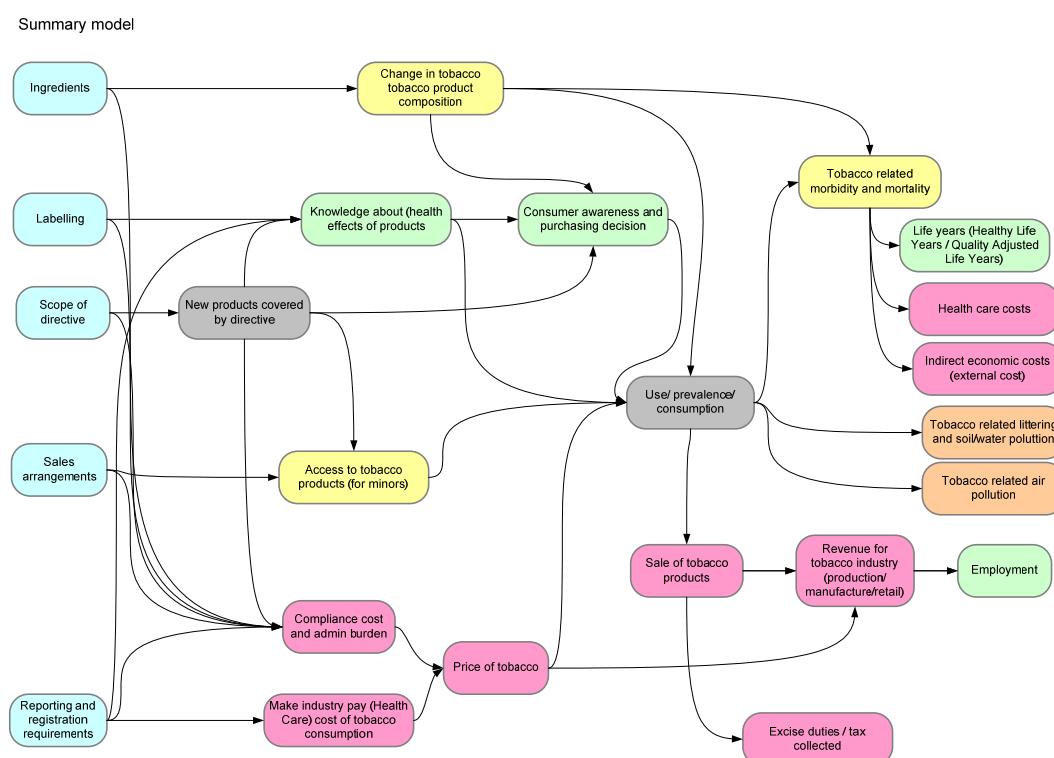 Summary model
Ingredients
Change in tobacco
tobacco product
composition
Tobacco related
morbidity and mortality
Labelling
Knowledge about (health
effects of products
Consumer awareness and
purchasing decision
Life years (Healthy Life
Years / Quality Adjusted
Life Years)
Scope of
directive
New products covered
by directive
Health care costs
Indirect economic costs
(external cost)
Use/ prevalence/
consumption
Tobacco related littering
and soil/water poluttion
Sales
arrangements
Access to tobacco
products (for minors)
Tobacco related air
pollution
Sale of tobacco
products
Revenue for
tobacco industry
(production/
manufacture/retail)
Employment
Compliance cost
and admin burden
Price of tobacco
Reporting and
registration
requirements
Make industry pay (Health
Care) cost of tobacco
consumption
Excise duties / tax
collected